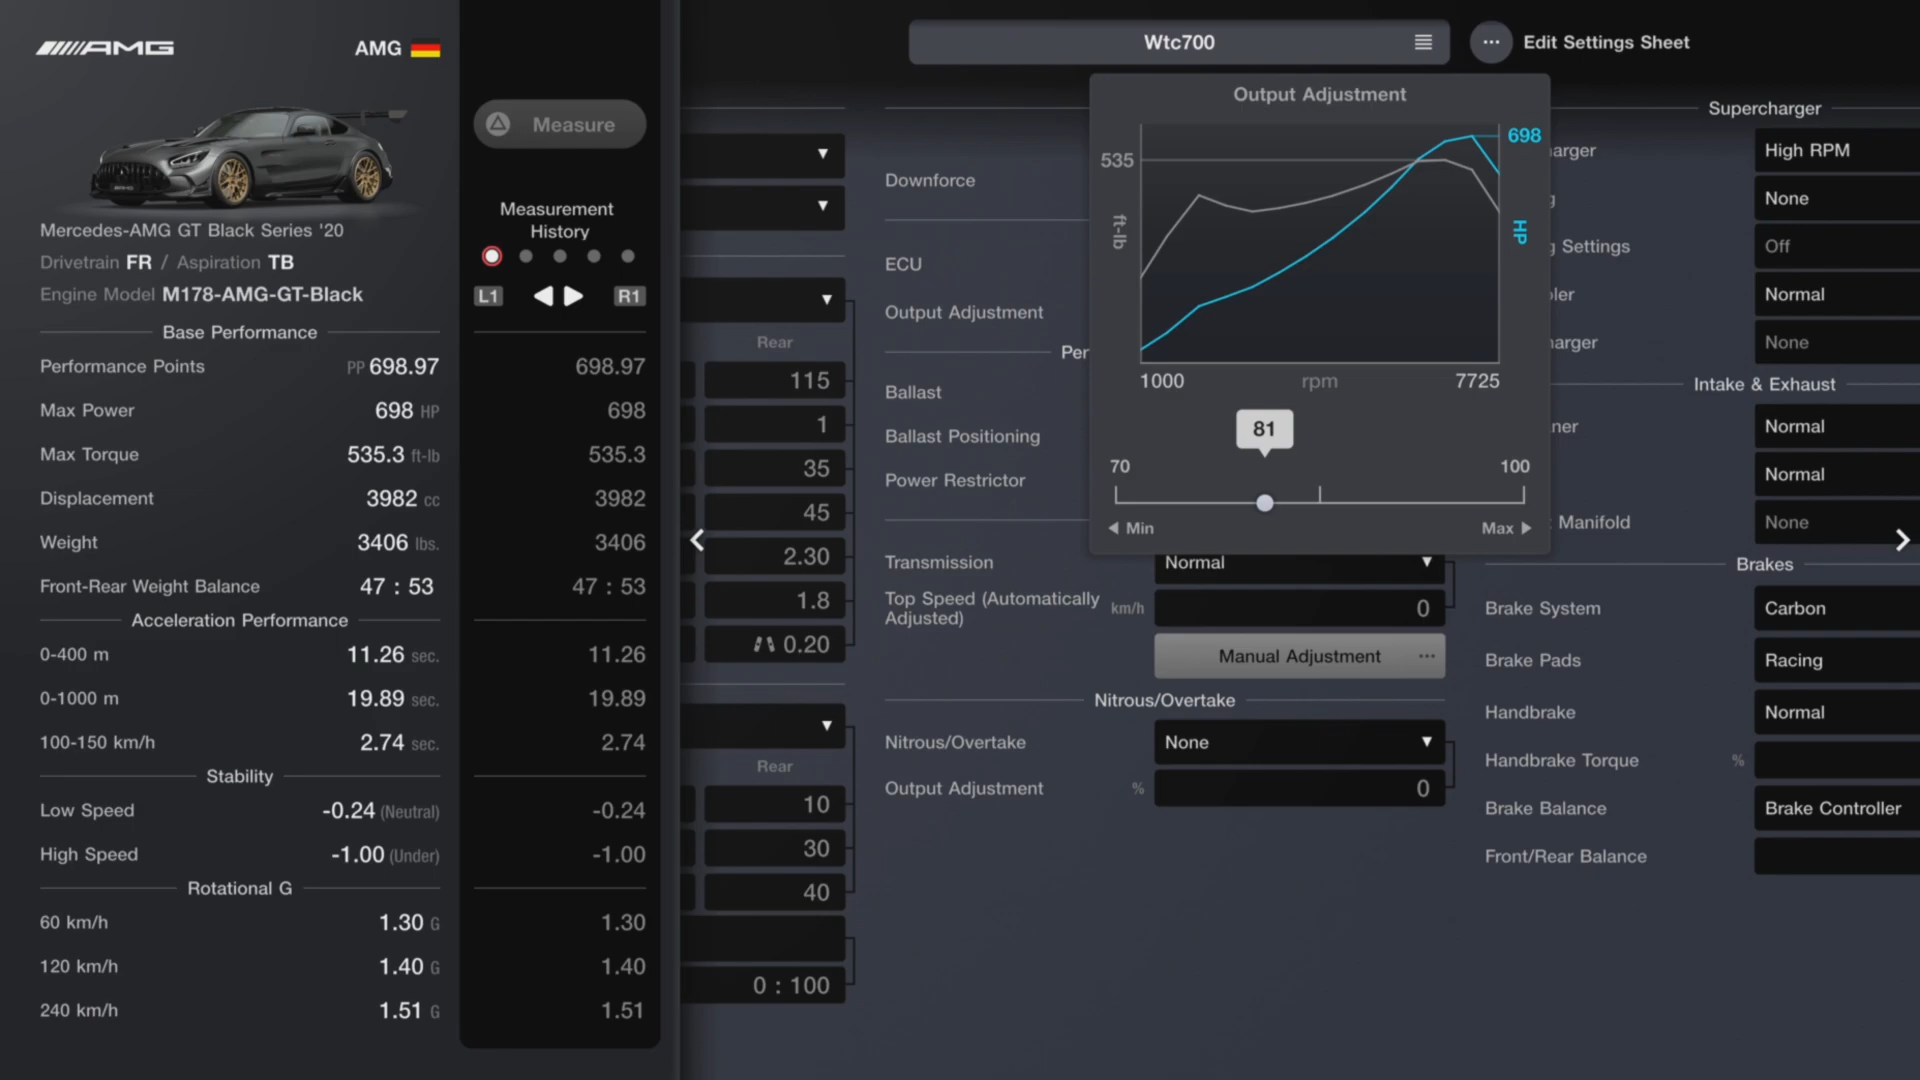 AMG
AMG
Mercedes-AMG GT Black Series '20
Drivetrain FR / Aspiration TB
Engine Model M178-AMG-GT-Black
Base Performance
Performance Points PP 698.97
Max Power 698 HP
Max Torque 535.3 ft-lb
Displacement 3982 cc
Weight 3406 lbs.
Front-Rear Weight Balance 47 : 53
Acceleration Performance
0-400 m 11.26 sec.
0-1000 m 19.89 sec.
100-150 km/h 2.74 sec.
Stability
Low Speed -0.24 (Neutral)
High Speed -1.00 (Under)
Rotational G
60 km/h 1.30 G
120 km/h 1.40 G
240 km/h 1.51 G
Measure
Measurement
History
L1 R1
698.97
698
535.3
3982
3406
47 : 53
11.26
19.89
2.74
-0.24
-1.00
1.30
1.40
1.51
Rear
115
1
35
45
2.30
1.8
0.20
Rear
10
30
40
0 : 100
Wtc700
Edit Settings Sheet
Downforce
ECU
Output Adjustment
Per
Ballast
Ballast Positioning
Power Restrictor
Transmission Normal
Top Speed (Automatically
Adjusted) km/h 0
Manual Adjustment
Nitrous/Overtake
Nitrous/Overtake None
Output Adjustment % 0
Output Adjustment
698
535
ft-lb
HP
1000 rpm 7725
81
70 100
Min Max
Supercharger
arger High RPM
g None
g Settings Off
ler Normal
arger None
Intake & Exhaust
ner Normal
Normal
t Manifold None
Brakes
Brake System Carbon
Brake Pads Racing
Handbrake Normal
Handbrake Torque %
Brake Balance Brake Controller
Front/Rear Balance